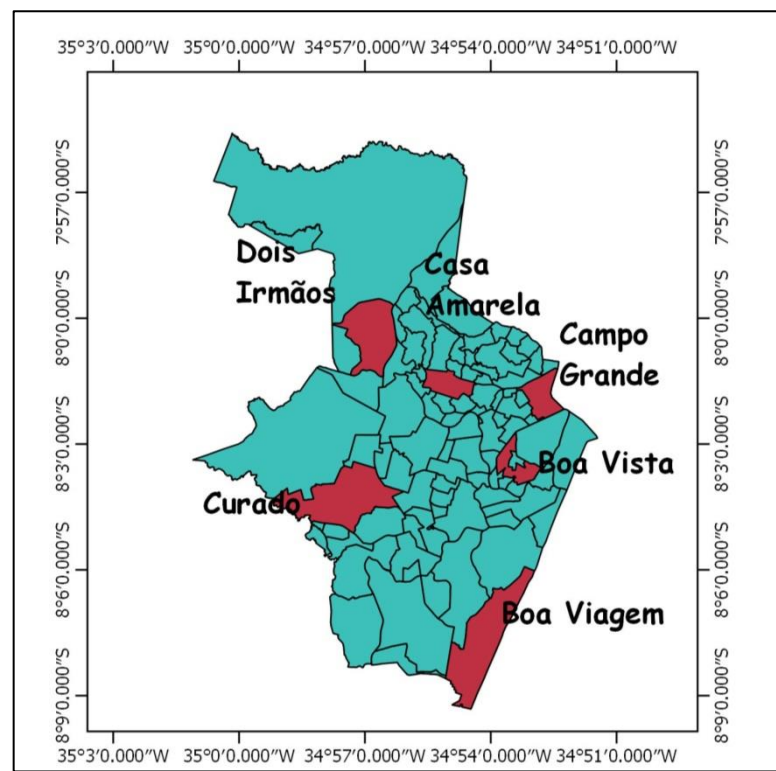 35°3′0.000″W 35°0′0.000″W 34°57′0.000″W 34°54′0.000″W 34°51′0.000″W
7°57′0.000″S 7°57′0.000″S
Dois
Irmãos
Casa
Amarela
8°0′0.000″S 8°0′0.000″S
Campo
Grande
8°3′0.000″S 8°3′0.000″S
Boa Vista
Curado
8°6′0.000″S 8°6′0.000″S
Boa Viagem
8°9′0.000″S 8°9′0.000″S
35°3′0.000″W 35°0′0.000″W 34°57′0.000″W 34°54′0.000″W 34°51′0.000″W